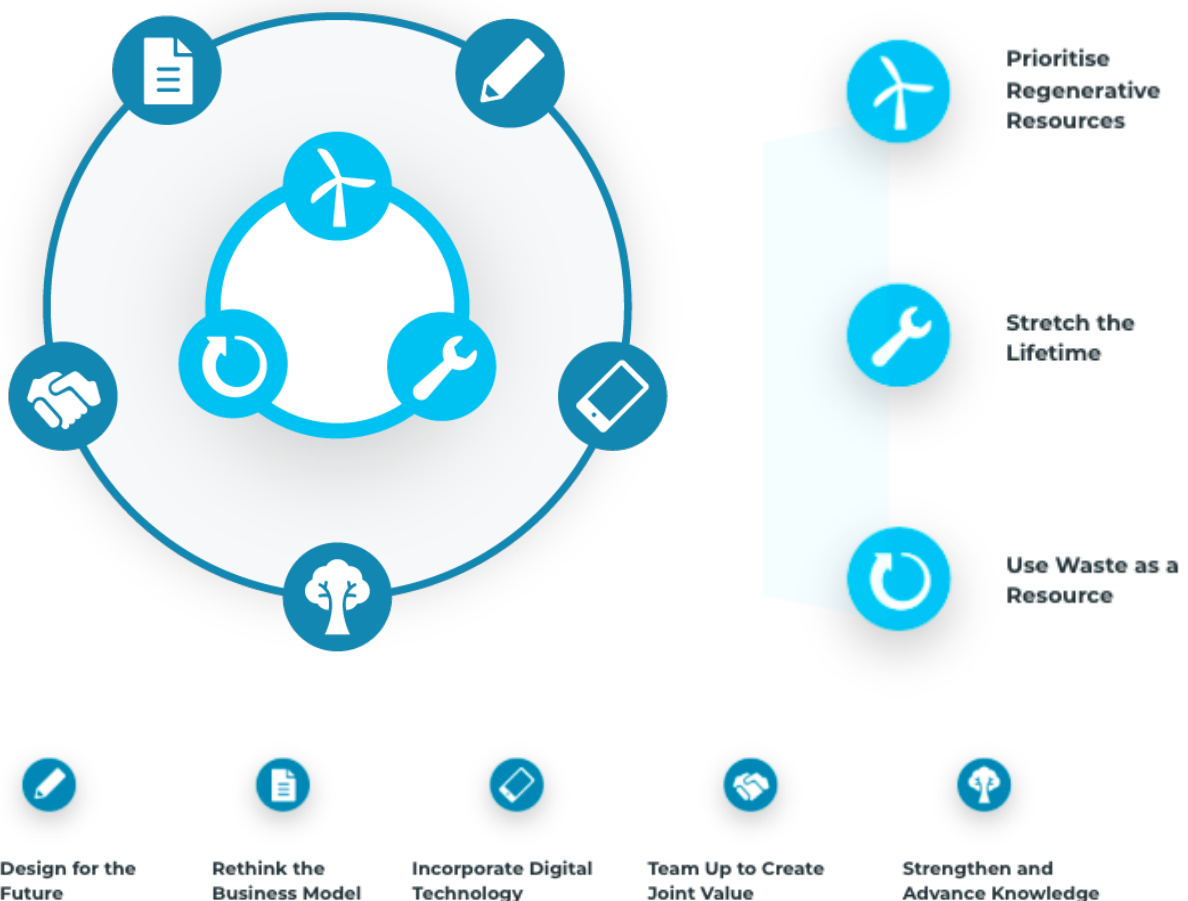 Prioritise
Regenerative
Resources
Stretch the
Lifetime
Use Waste as a
Resource
Design for the
Future
Rethink the
Business Model
Incorporate Digital
Technology
Team Up to Create
Joint Value
Strengthen and
Advance Knowledge